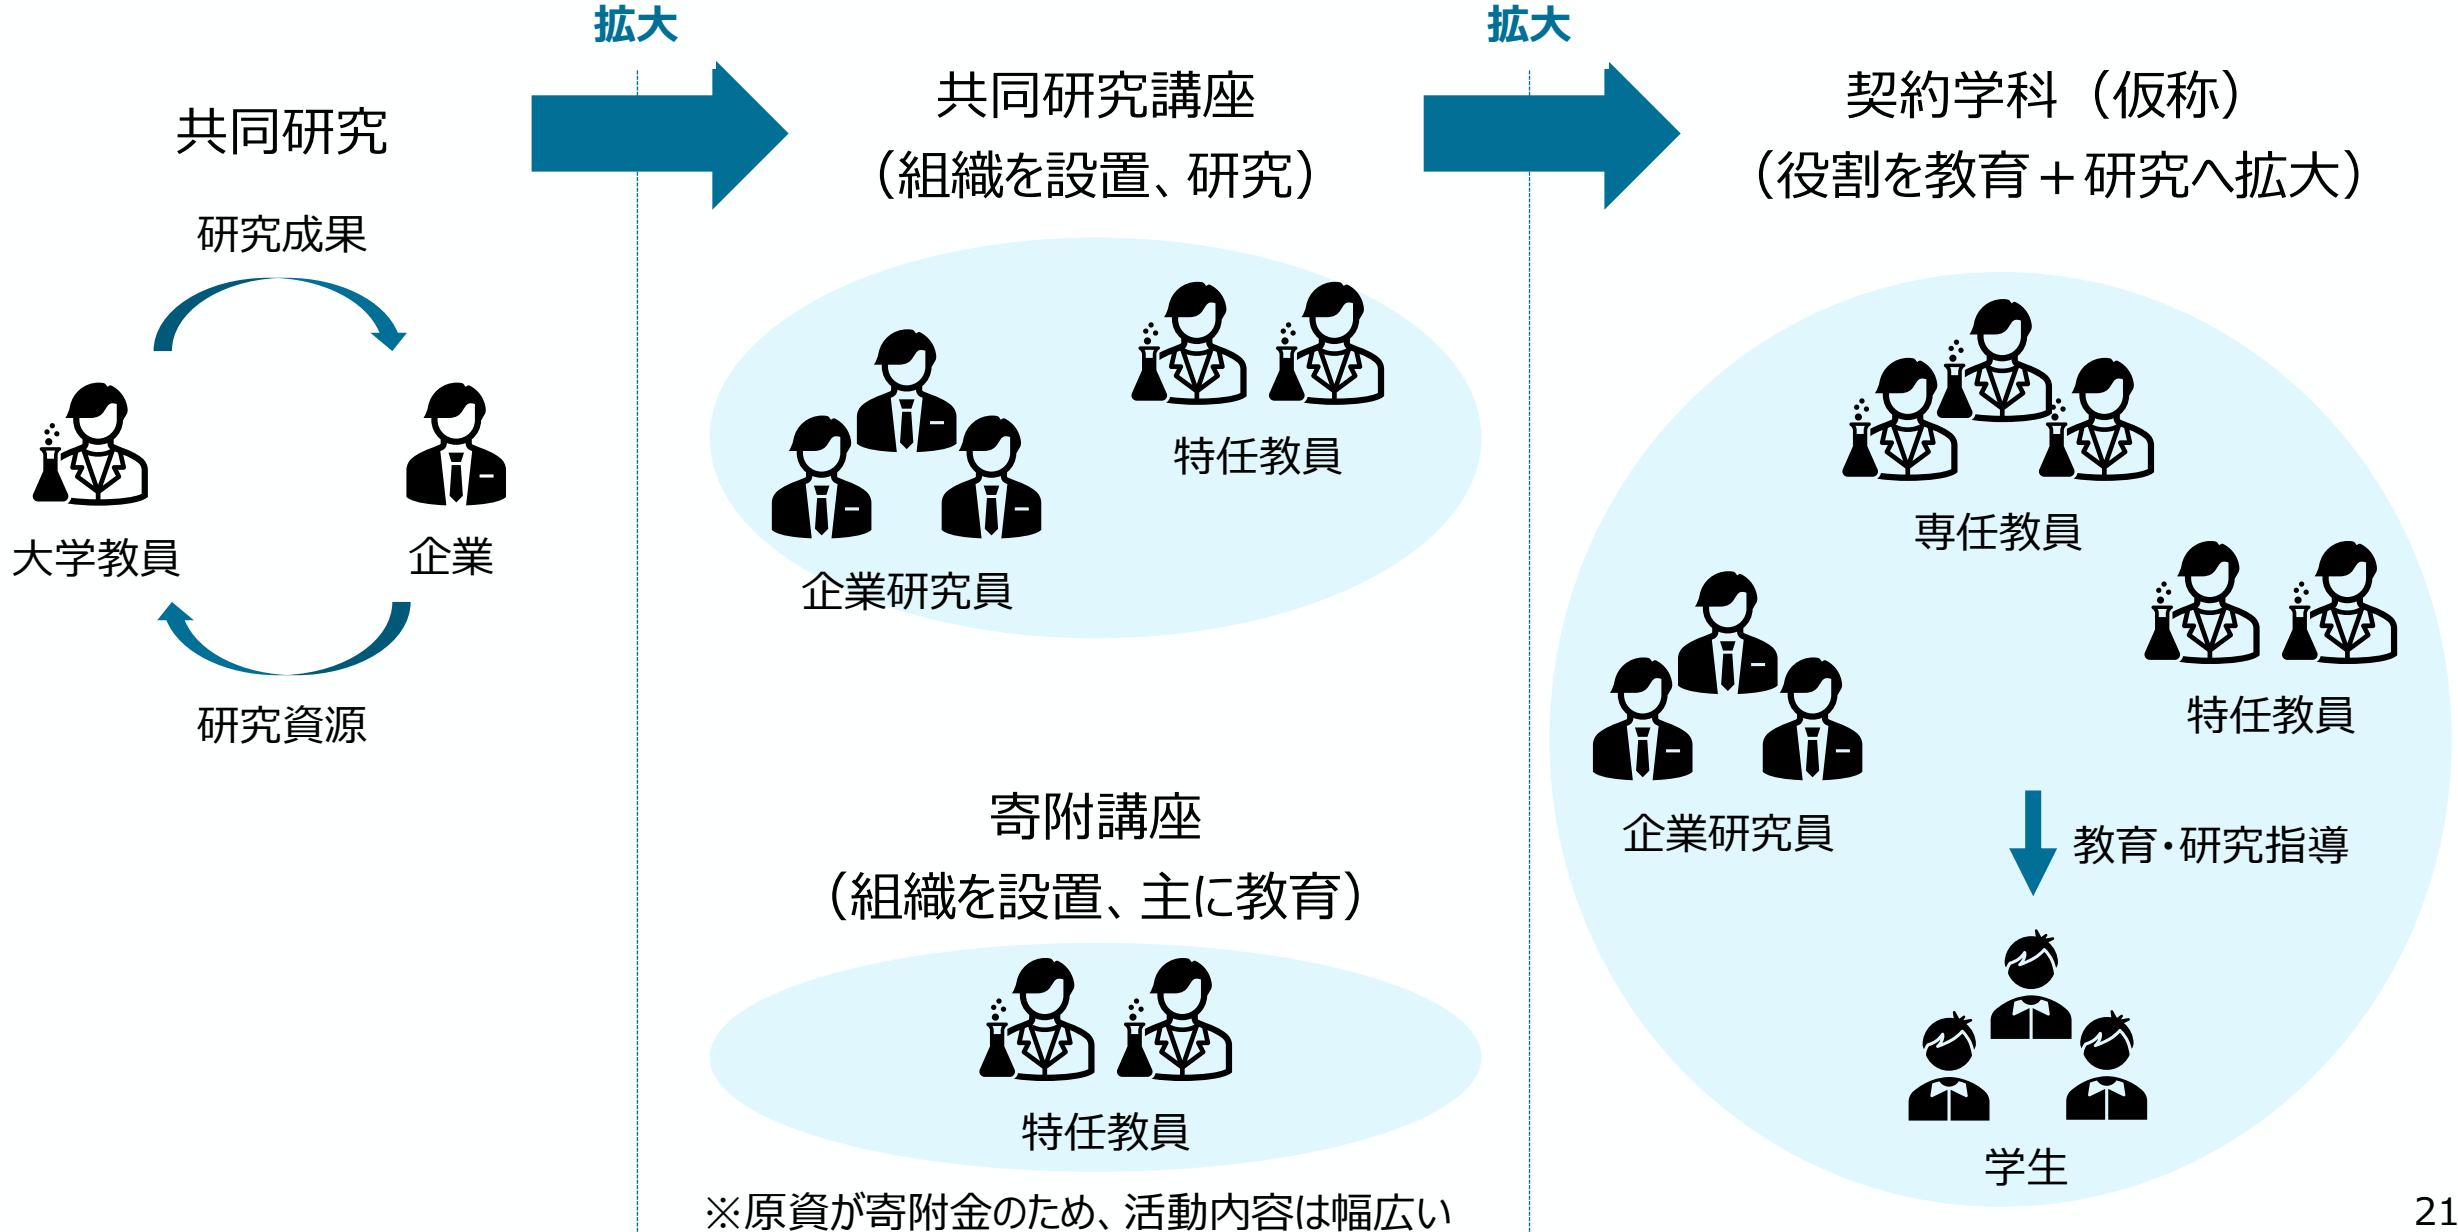 拡大
拡大
共同研究
研究成果
大学教員
企業
研究資源
共同研究講座
（組織を設置、研究）
特任教員
企業研究員
寄附講座
（組織を設置、主に教育）
特任教員
※原資が寄附金のため、活動内容は幅広い
契約学科（仮称）
（役割を教育＋研究へ拡大）
専任教員
特任教員
企業研究員
教育・研究指導
学生
21